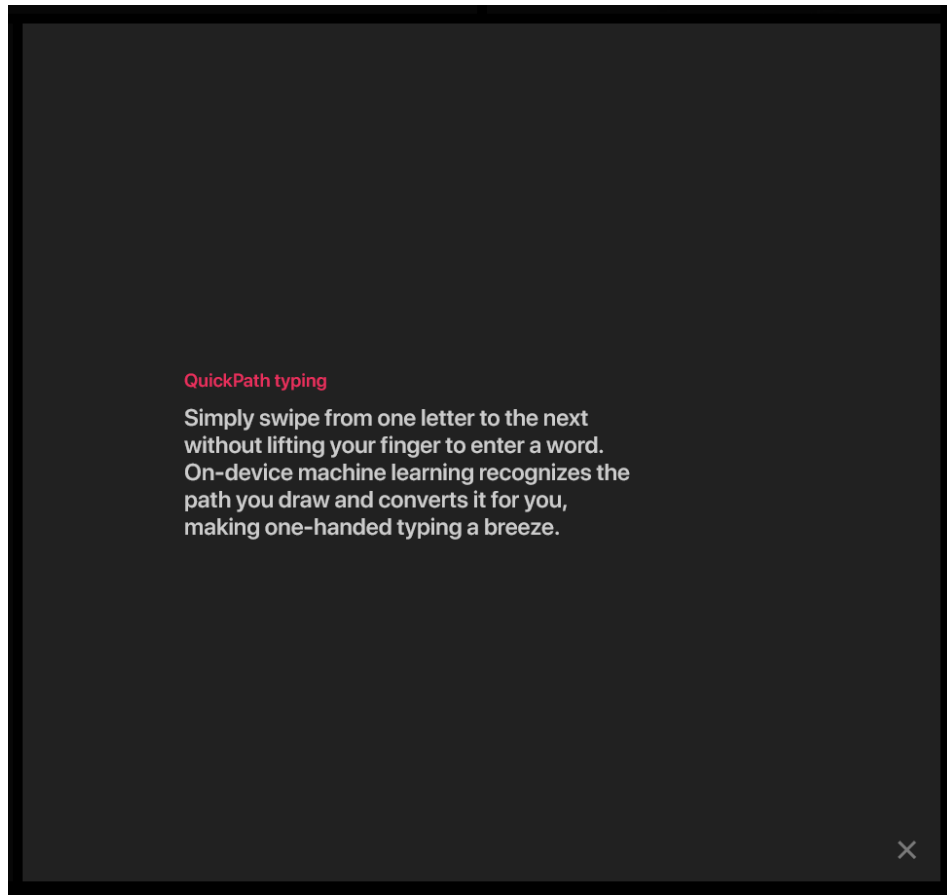 QuickPath typing
Simply swipe from one letter to the next
without lifting your finger to enter a word.
On-device machine learning recognizes the
path you draw and converts it for you,
making one-handed typing a breeze.